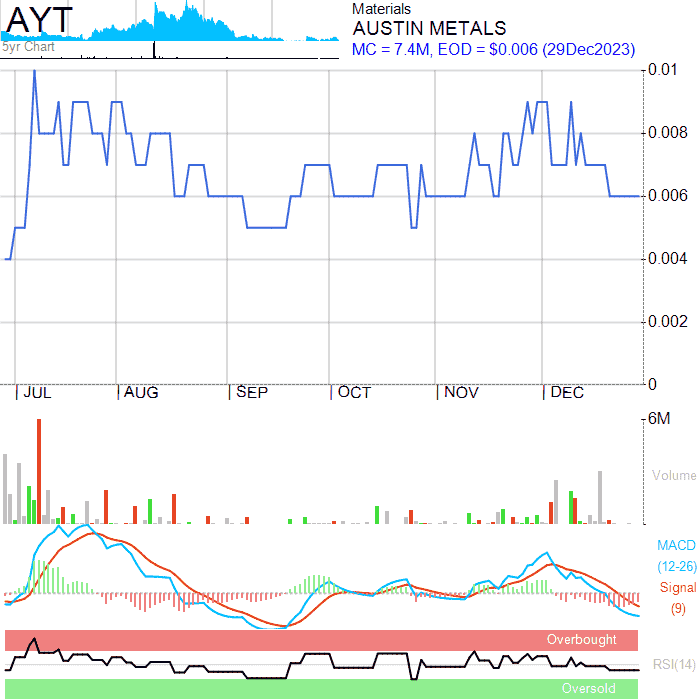 AYT
5yr Chart
Materials
AUSTIN METALS
MC = 7.4M, EOD = $0.006 (29Dec2023)
0.01
0.008
0.006
0.004
0.002
0
JUL AUG SEP OCT NOV DEC
6M
Volume
MACD
(12-26)
Signal
(9)
Overbought
RSI(14)
Oversold